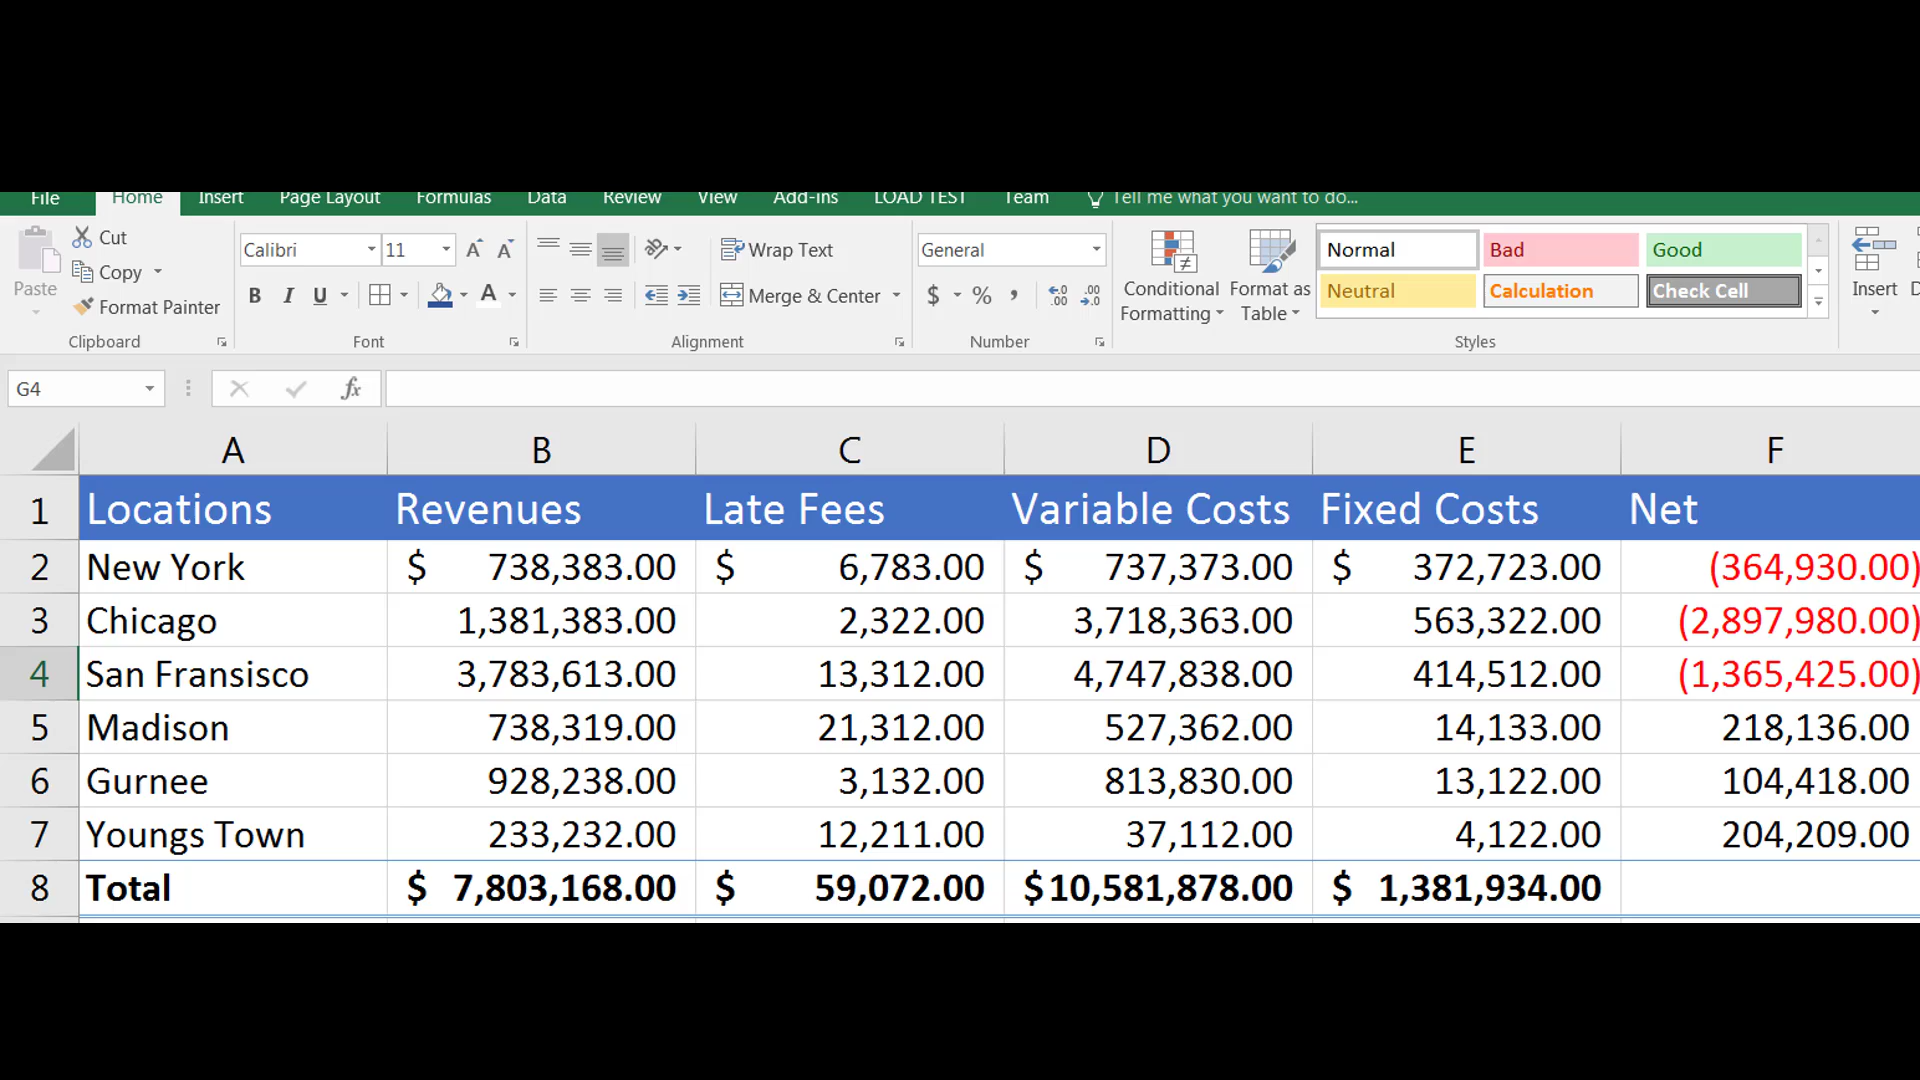 File Home Insert Page Layout Formulas Data Review View Add-ins LOAD TEST Team Tell me what you want to do...
Cut
Copy
Format Painter
Paste
Clipboard
Calibri 11 A A
B I U A
Font
Wrap Text
Merge & Center
Alignment
General
$ % , .0 .00 .00 .0
Number
Conditional Formatting
Format as Table
Normal Bad Good
Neutral Calculation Check Cell
Styles
Insert
G4 fx
A B C D E F
1 Locations Revenues Late Fees Variable Costs Fixed Costs Net
2 New York $ 738,383.00 $ 6,783.00 $ 737,373.00 $ 372,723.00 (364,930.00)
3 Chicago 1,381,383.00 2,322.00 3,718,363.00 563,322.00 (2,897,980.00)
4 San Fransisco 3,783,613.00 13,312.00 4,747,838.00 414,512.00 (1,365,425.00)
5 Madison 738,319.00 21,312.00 527,362.00 14,133.00 218,136.00
6 Gurnee 928,238.00 3,132.00 813,830.00 13,122.00 104,418.00
7 Youngs Town 233,232.00 12,211.00 37,112.00 4,122.00 204,209.00
8 Total $ 7,803,168.00 $ 59,072.00 $10,581,878.00 $ 1,381,934.00